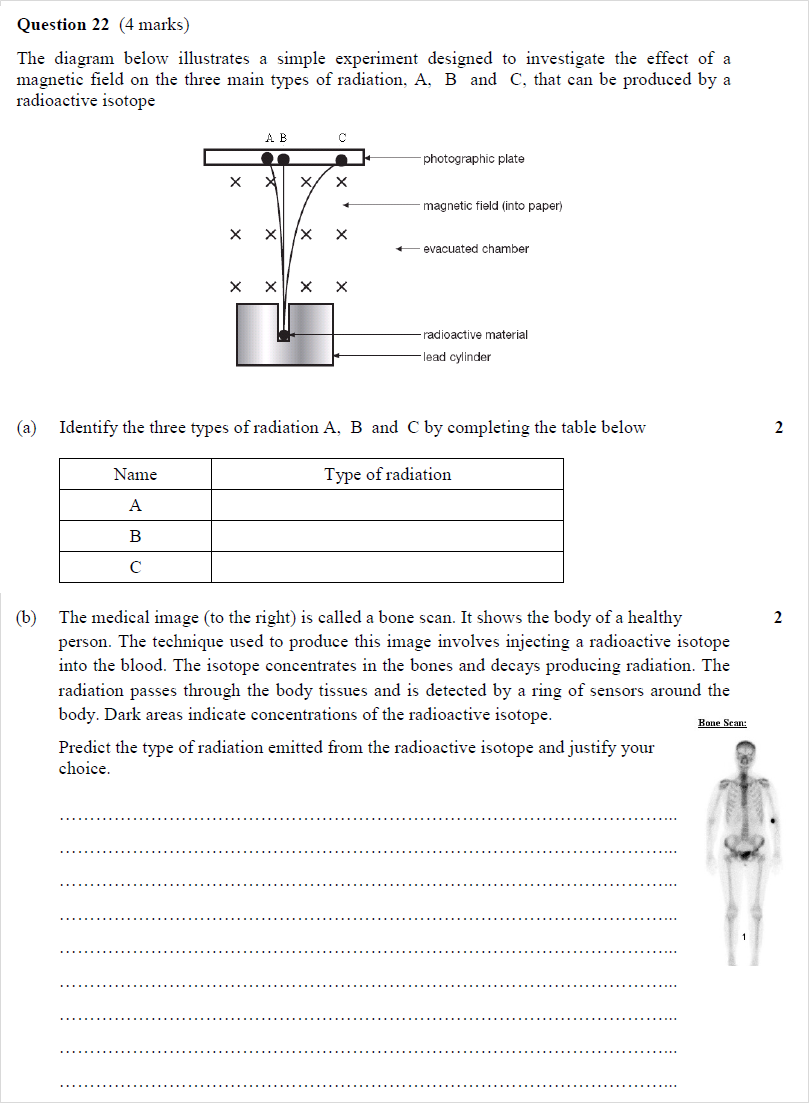 Question 22 (4 marks)
The diagram below illustrates a simple experiment designed to investigate the effect of a
magnetic field on the three main types of radiation, A, B and C, that can be produced by a
radioactive isotope
A B C
photographic plate
magnetic field (into paper)
evacuated chamber
radioactive material
lead cylinder
(a) Identify the three types of radiation A, B and C by completing the table below 2
Name Type of radiation
A
B
C
(b) The medical image (to the right) is called a bone scan. It shows the body of a healthy 2
person. The technique used to produce this image involves injecting a radioactive isotope
into the blood. The isotope concentrates in the bones and decays producing radiation. The
radiation passes through the body tissues and is detected by a ring of sensors around the
body. Dark areas indicate concentrations of the radioactive isotope.
Bone Scan:
Predict the type of radiation emitted from the radioactive isotope and justify your
choice.
1